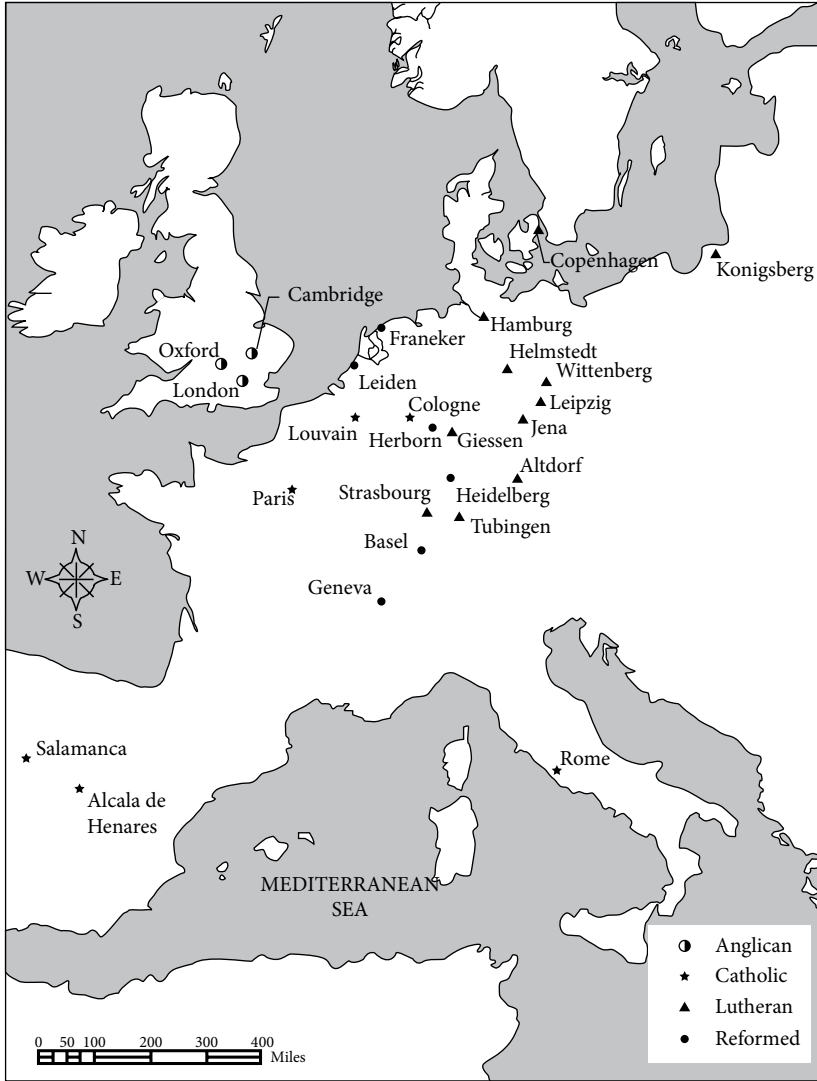 Cambridge
Oxford
London
Copenhagen
Konigsberg
Hamburg
Franeker
Helmstedt
Wittenberg
Leiden
Leipzig
Cologne
Jena
Louvain
Herborn
Giessen
Altdorf
Strasbourg
Heidelberg
Paris
Tubingen
Basel
N
W
E
S
Geneva
Salamanca
Rome
Alcala de
Henares
MEDITERRANEAN
SEA
Anglican
Catholic
Lutheran
Reformed
0 50 100 200 300 400
Miles